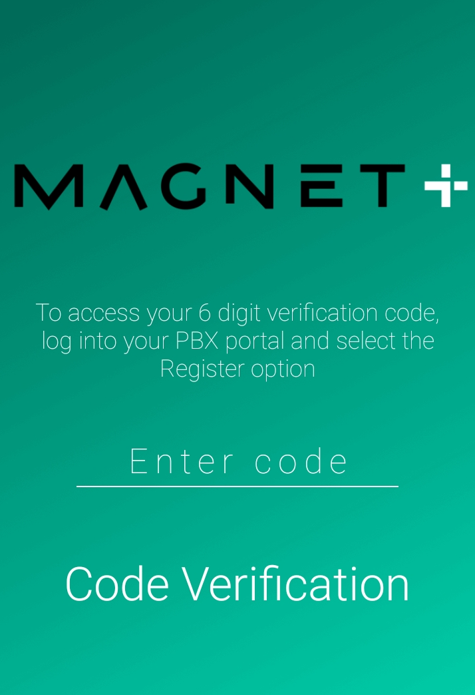 MAGNET+
To access your 6 digit verification code,
log into your PBX portal and select the
Register option
Enter code
Code Verification